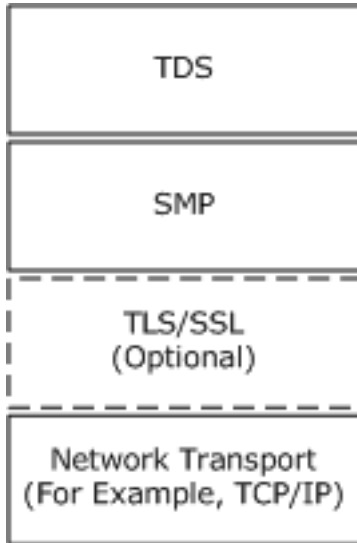 TDS
SMP
TLS/SSL
(Optional)
Network Transport
(For Example, TCP/IP)